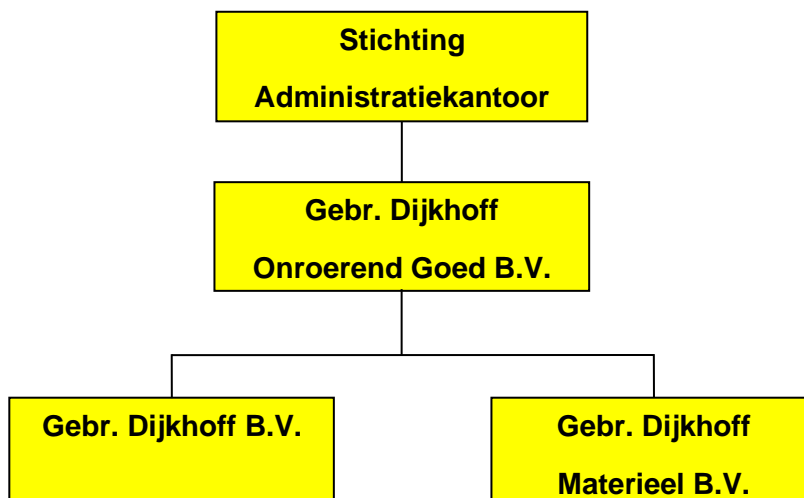 Stichting
Administratiekantoor
Gebr. Dijkhoff
Onroerend Goed B.V.
Gebr. Dijkhoff B.V.
Gebr. Dijkhoff
Materieel B.V.